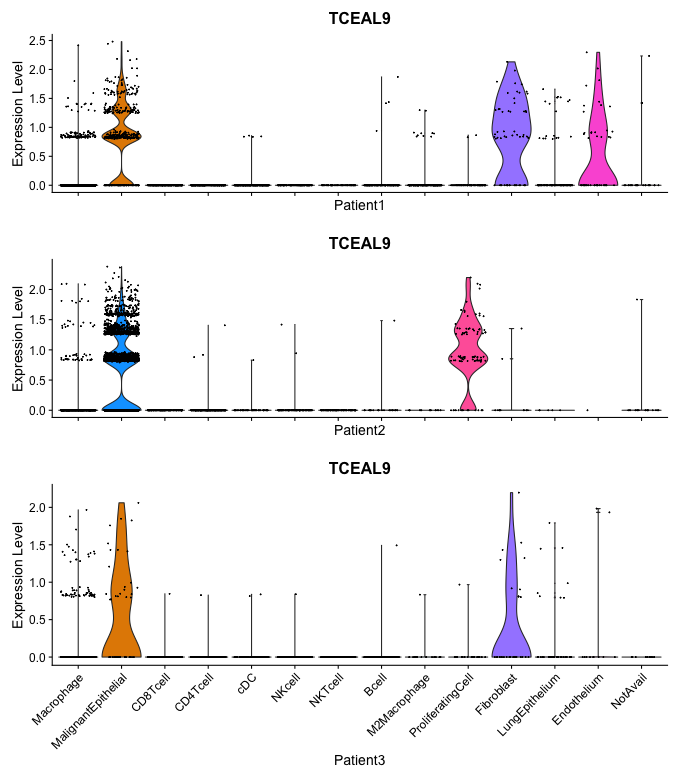 TCEAL9
Expression Level
2.5
2.0
1.5
1.0
0.5
0.0
Patient1
TCEAL9
Expression Level
2.0
1.5
1.0
0.5
0.0
Patient2
TCEAL9
Expression Level
2.0
1.5
1.0
0.5
0.0
Macrophage
MalignantEpithelial
CD8Tcell
CD4Tcell
cDC
NKcell
NKTcell
Bcell
M2Macrophage
ProliferatingCell
Fibroblast
LungEpithelium
Endothelium
NotAvail
Patient3